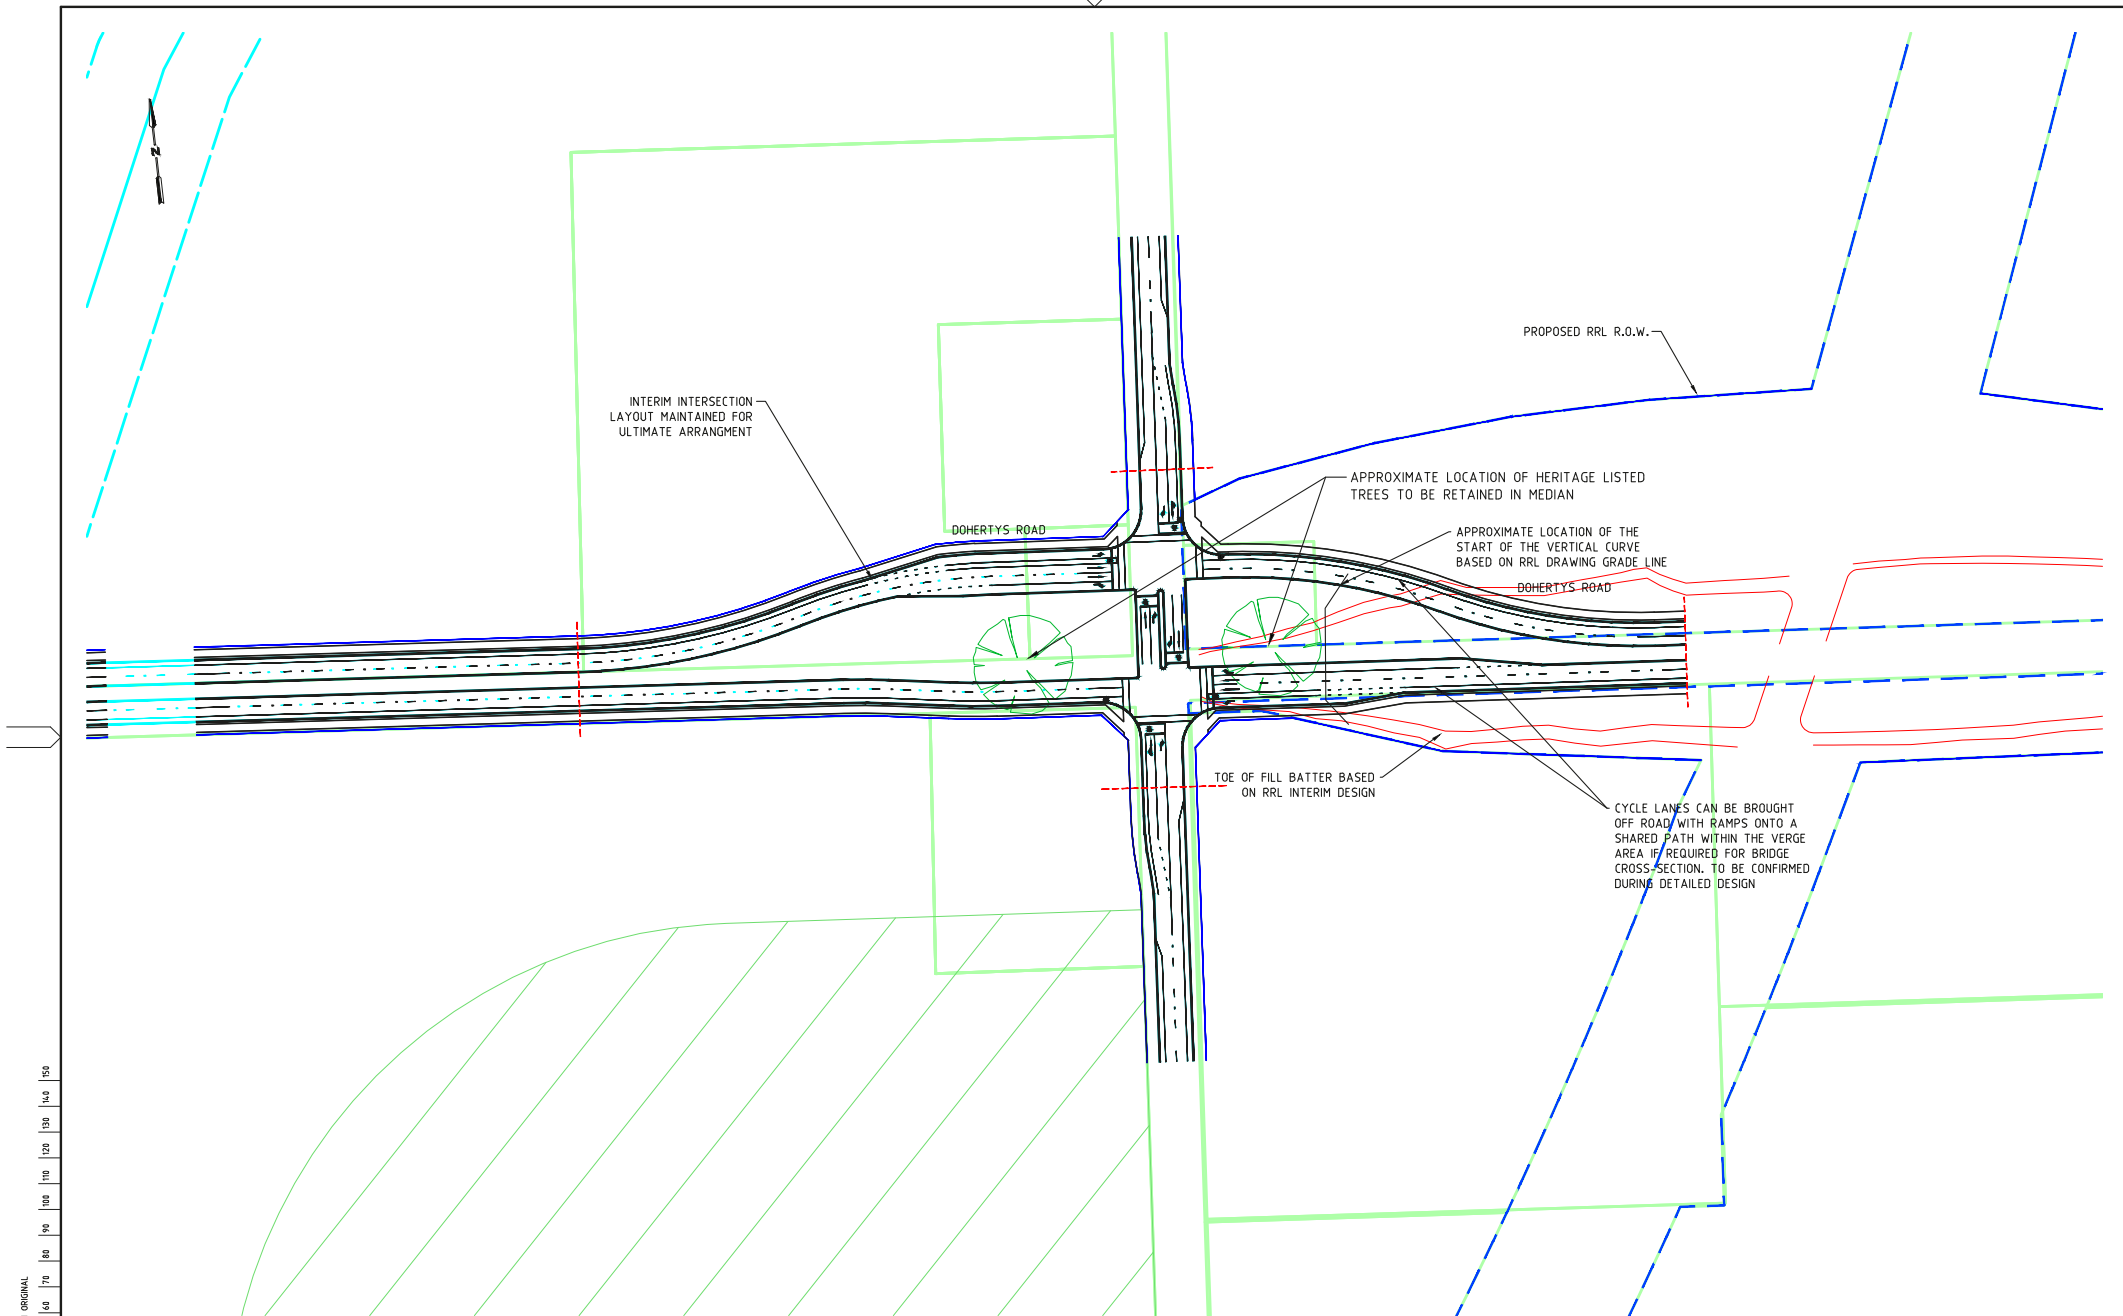 N
PROPOSED RRL R.O.W.
INTERIM INTERSECTION
LAYOUT MAINTAINED FOR
ULTIMATE ARRANGMENT
APPROXIMATE LOCATION OF HERITAGE LISTED
TREES TO BE RETAINED IN MEDIAN
DOHERTYS ROAD
APPROXIMATE LOCATION OF THE
START OF THE VERTICAL CURVE
BASED ON RRL DRAWING GRADE LINE
DOHERTYS ROAD
TOE OF FILL BATTER BASED
ON RRL INTERIM DESIGN
CYCLE LANES CAN BE BROUGHT
OFF ROAD WITH RAMPS ONTO A
SHARED PATH WITHIN THE VERGE
AREA IF REQUIRED FOR BRIDGE
CROSS-SECTION. TO BE CONFIRMED
DURING DETAILED DESIGN
150
140
130
120
110
100
90
80
70
60
ORIGINAL